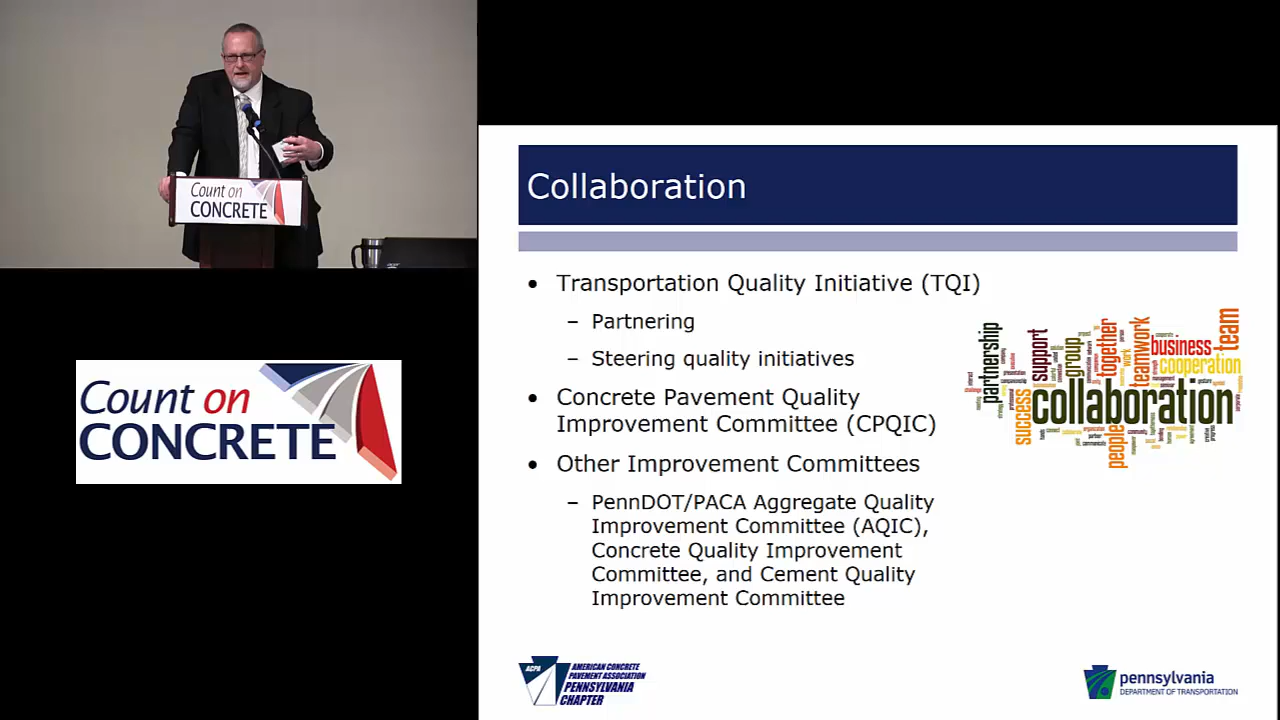 Count on
CONCRETE
Count on
CONCRETE
Collaboration
• Transportation Quality Initiative (TQI)
– Partnering
– Steering quality initiatives
• Concrete Pavement Quality
Improvement Committee (CPQIC)
• Other Improvement Committees
– PennDOT/PACA Aggregate Quality
Improvement Committee (AQIC),
Concrete Quality Improvement
Committee, and Cement Quality
Improvement Committee
partnership
success
support
group
together
people
work
teamwork
business
cooperation
team
collaboration
ACPA
AMERICAN CONCRETE
PAVEMENT ASSOCIATION
PENNSYLVANIA
CHAPTER
pennsylvania
DEPARTMENT OF TRANSPORTATION